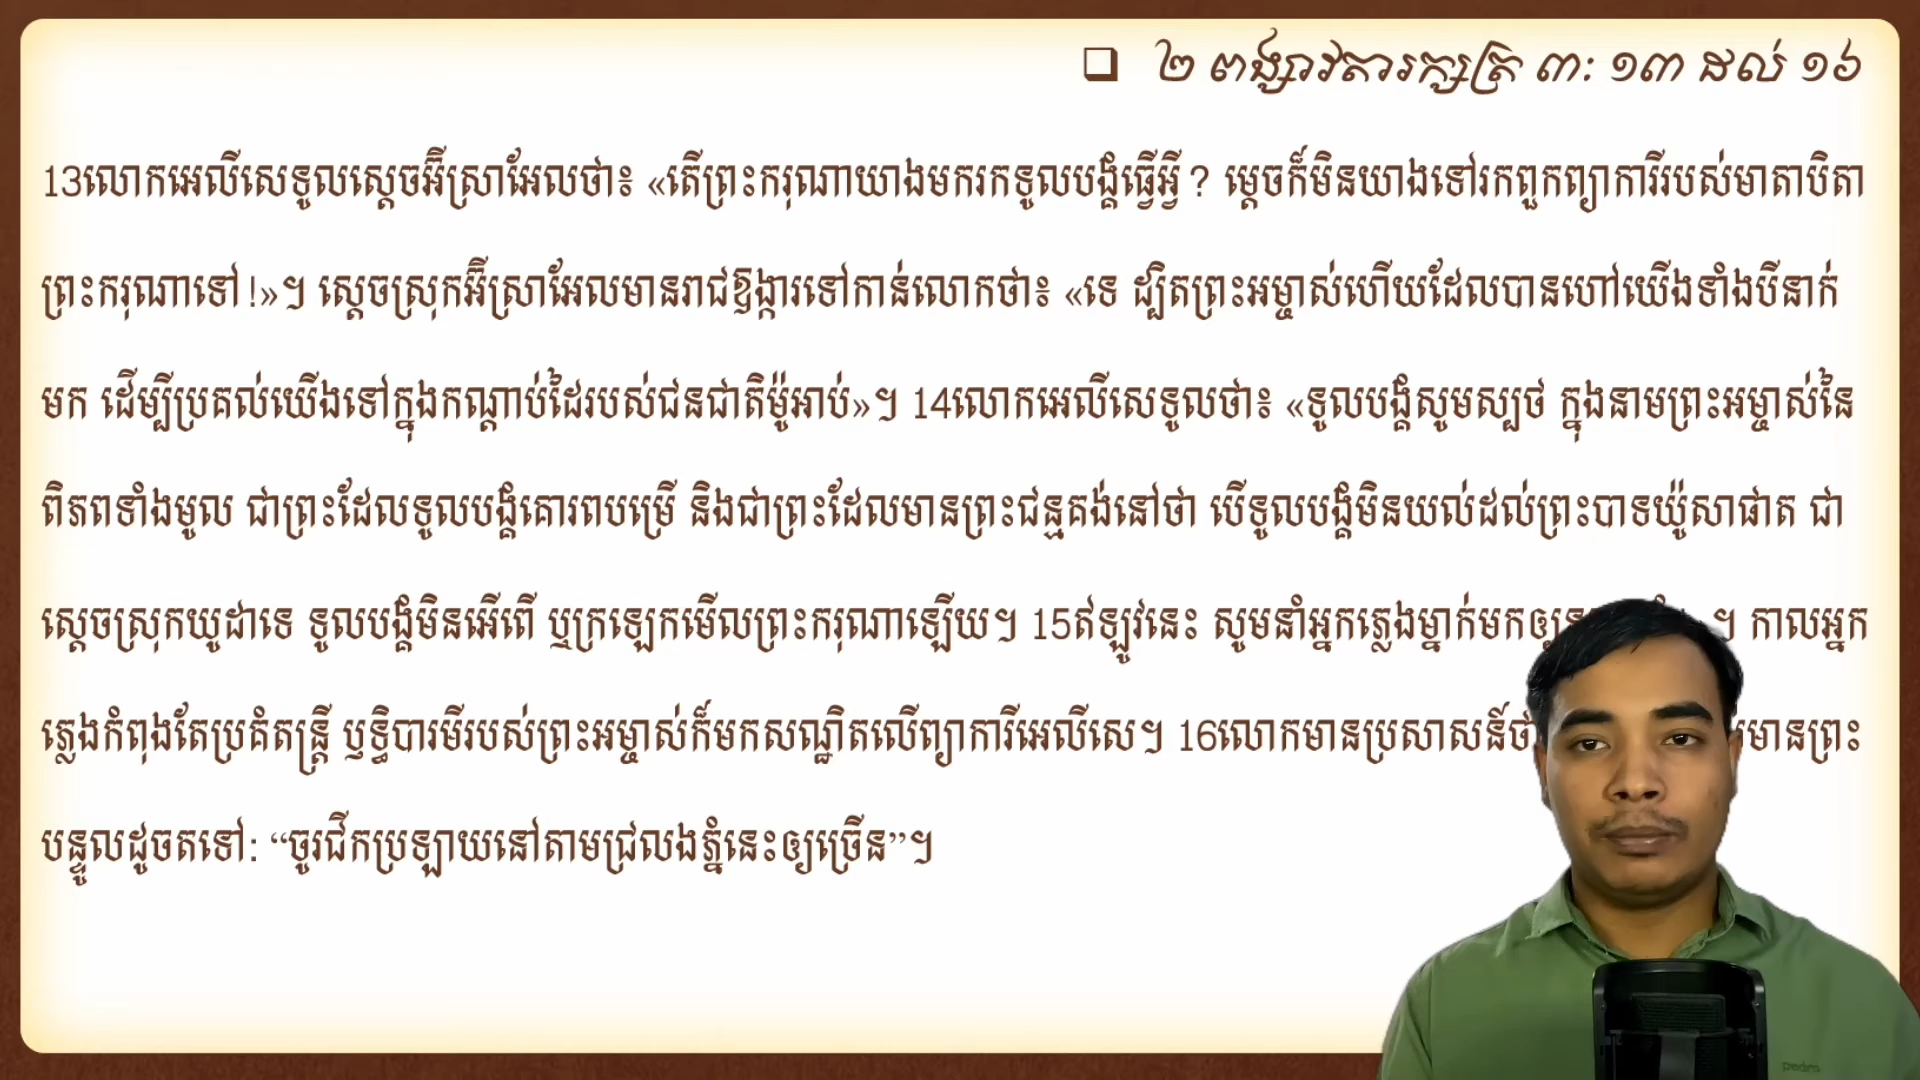 ❑ ២ ពង្សាវតារក្សត្រ ៣: ១៣ ដល់ ១៦
13លោកអេលីសេទូលស្ដេចអ៊ីស្រាអែលថា៖ «តើព្រះករុណាយាងមករកទូលបង្គំធ្វើអ្វី? ម្ដេចក៏មិនយាងទៅរកពួកព្យាការីរបស់មាតាបិតា
ព្រះករុណាទៅ!»។ ស្ដេចស្រុកអ៊ីស្រាអែលមានរាជឱង្ការទៅកាន់លោកថា៖ «ទេ ដ្បិតព្រះអម្ចាស់ហើយដែលបានហៅយើងទាំងបីនាក់
មក ដើម្បីប្រគល់យើងទៅក្នុងកណ្ដាប់ដៃរបស់ជនជាតិម៉ូអាប់»។ 14លោកអេលីសេទូលថា៖ «ទូលបង្គំសូមស្បថ ក្នុងនាមព្រះអម្ចាស់នៃ
ពិភពទាំងមូល ជាព្រះដែលទូលបង្គំគោរពបម្រើ និងជាព្រះដែលមានព្រះជន្មគង់នៅថា បើទូលបង្គំមិនយល់ដល់ព្រះបាទយ៉ូសាផាត ជា
ស្ដេចស្រុកយូដាទេ ទូលបង្គំមិនអើពើ ឬក្រឡេកមើលព្រះករុណាឡើយ។ 15ឥឡូវនេះ សូមនាំអ្នកភ្លេងម្នាក់មកឲ្យ ។ កាលអ្នក
ភ្លេងកំពុងតែប្រគំតន្ត្រី ឫទ្ធិបារមីរបស់ព្រះអម្ចាស់ក៏មកសណ្ឋិតលើព្យាការីអេលីសេ។ 16លោកមានប្រសាសន៍ថា មានព្រះ
បន្ទូលដូចតទៅ: “ចូរជីកប្រឡាយនៅតាមជ្រលងភ្នំនេះឲ្យច្រើន”។